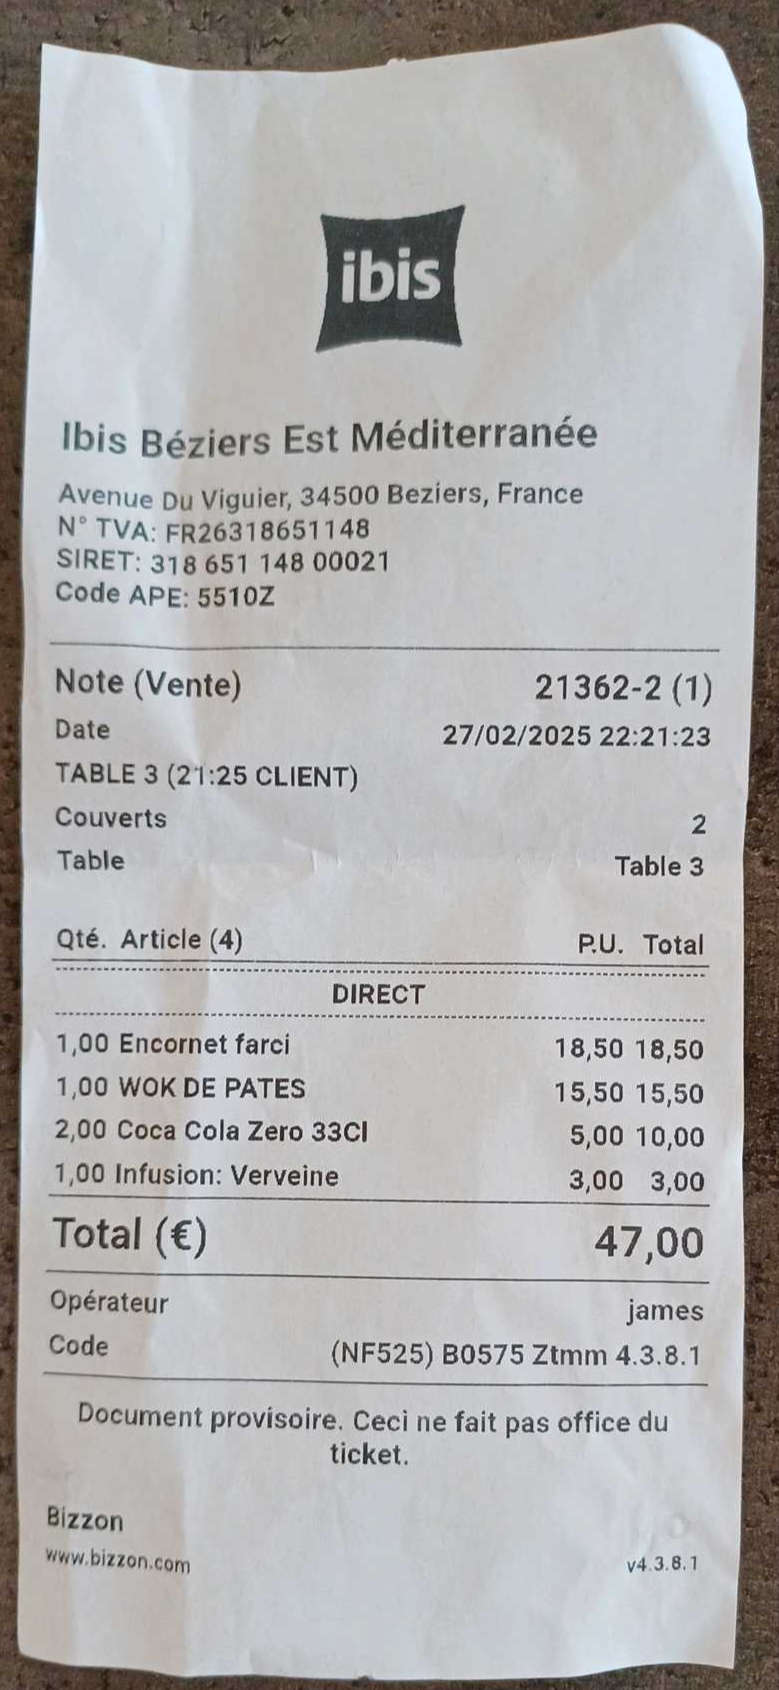 ibis
Ibis Béziers Est Méditerranée
Avenue Du Viguier, 34500 Beziers, France
N° TVA: FR26318651148
SIRET: 318 651 148 00021
Code APE: 5510Z
Note (Vente) 21362-2 (1)
Date 27/02/2025 22:21:23
TABLE 3 (21:25 CLIENT)
Couverts 2
Table Table 3
Qté. Article (4) P.U. Total
DIRECT
1,00 Encornet farci 18,50 18,50
1,00 WOK DE PATES 15,50 15,50
2,00 Coca Cola Zero 33Cl 5,00 10,00
1,00 Infusion: Verveine 3,00 3,00
Total (€) 47,00
Opérateur james
Code (NF525) B0575 Ztmm 4.3.8.1
Document provisoire. Ceci ne fait pas office du
ticket.
Bizzon
www.bizzon.com v4.3.8.1